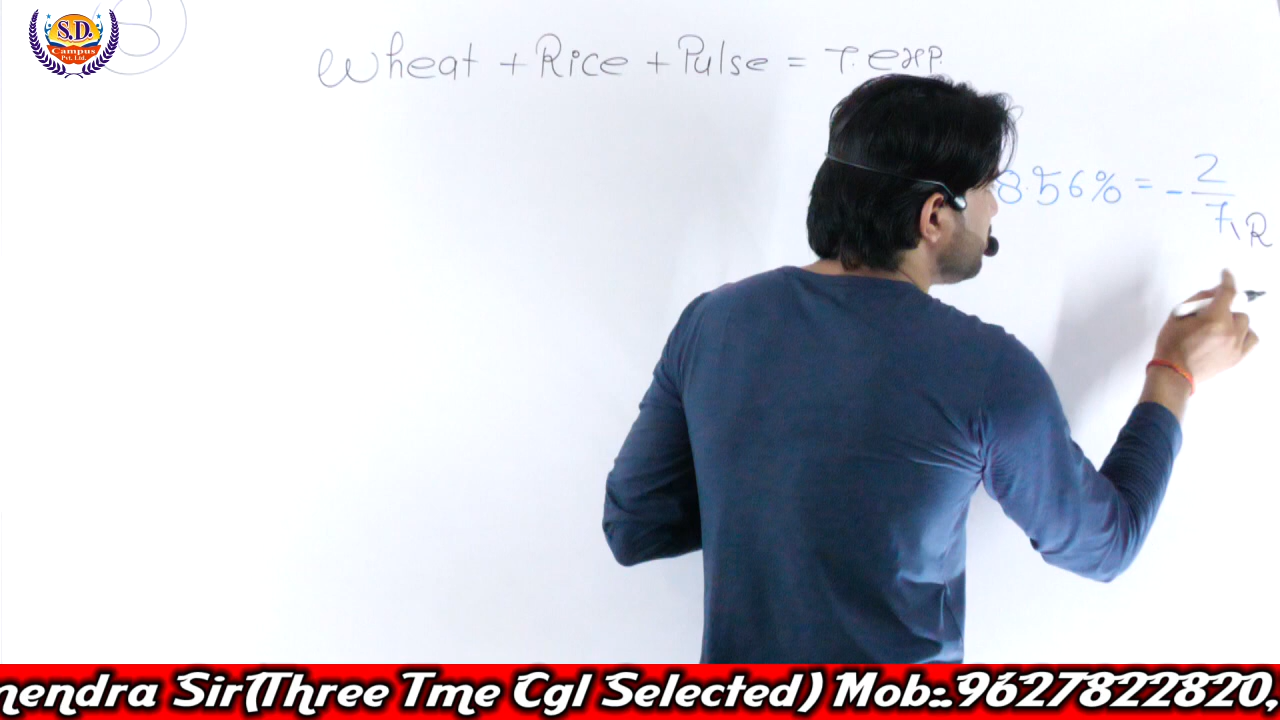 S.D.
Campus
Pvt. Ltd.
Wheat + Rice + Pulse = T. exp.
8.56% = - 2/7
R
nendra Sir(Three Tme Cgl Selected) Mob:.9627822820,